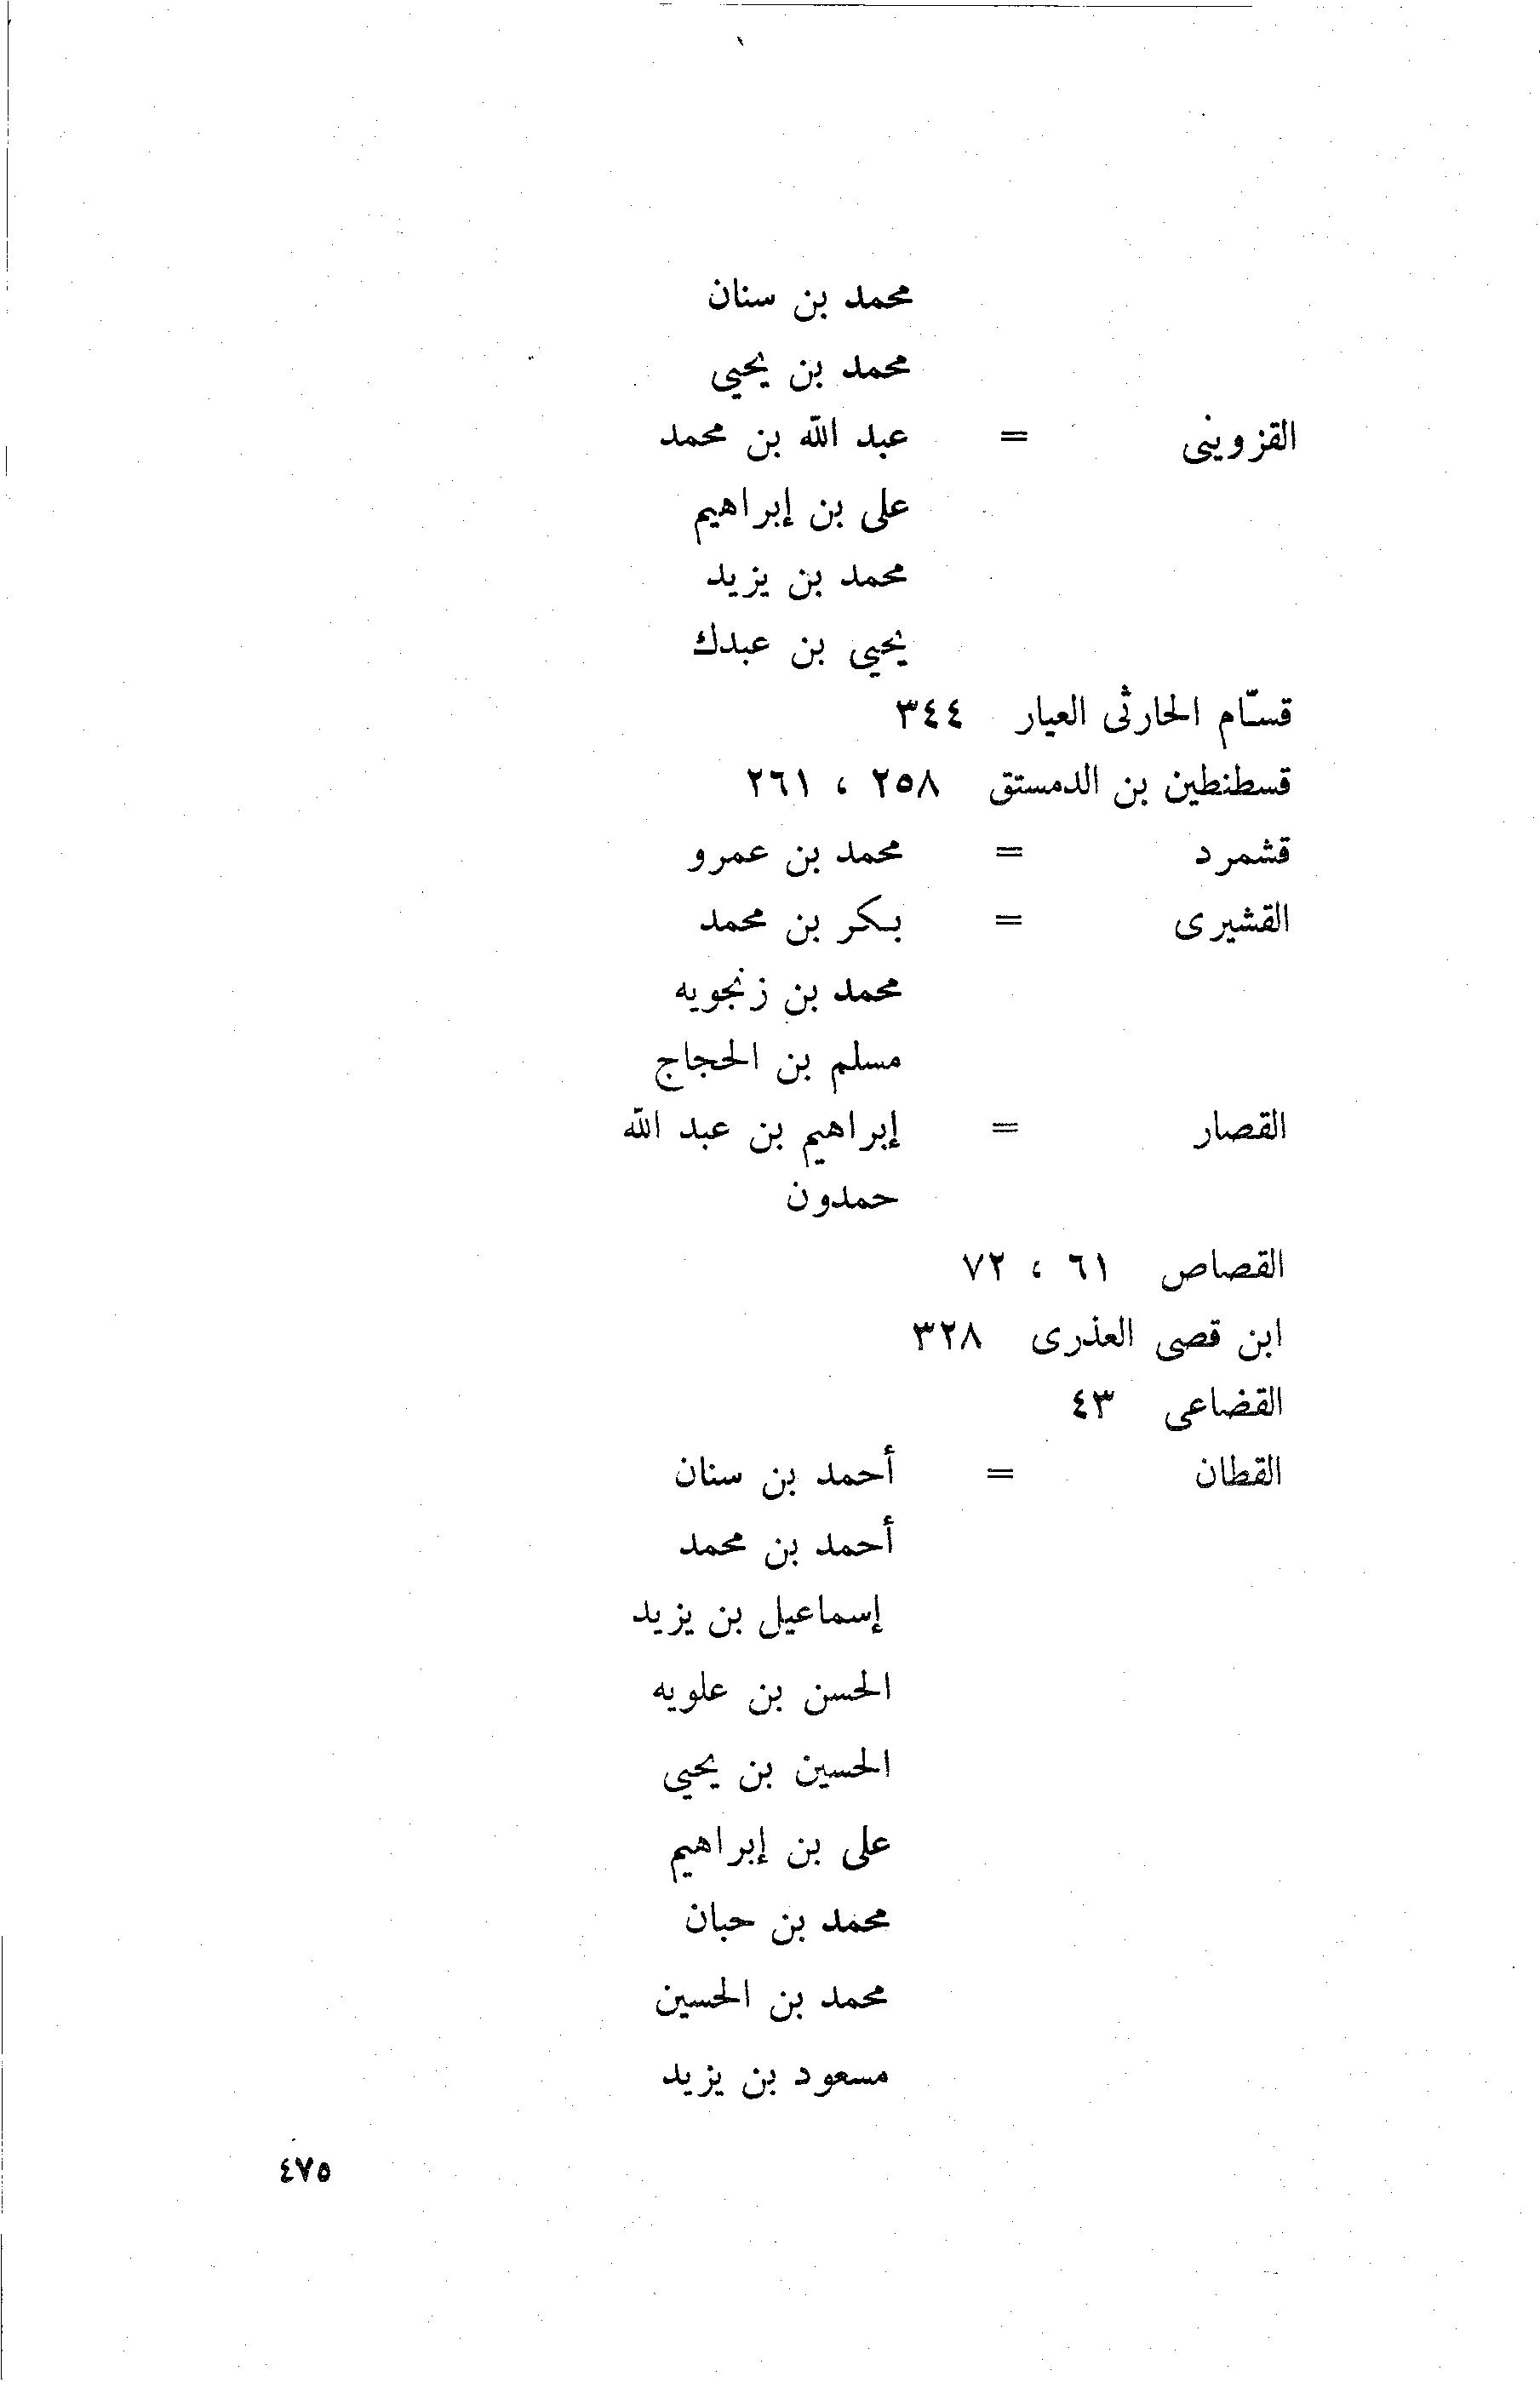 محمد بن سنان
محمد بن يحيى
القزوينى = عبد الله بن محمد
على بن إبراهيم
محمد بن يزيد
يحيى بن عبدك
قسّام الحارثى العيار ٣٤٤
قسطنطين بن الدمستق ٢٥٨ ، ٢٦١
قشمرد = محمد بن عمرو
القشيرى = بكر بن محمد
محمد بن زنجويه
مسلم بن الحجاج
القصار = إبراهيم بن عبد الله
حمدون
القصاص ٦١ ، ٧٢
ابن قصى العذرى ٣٢٨
القضاعى ٤٣
القطان = أحمد بن سنان
أحمد بن محمد
إسماعيل بن يزيد
الحسن بن علويه
الحسين بن يحيى
على بن إبراهيم
محمد بن حبان
محمد بن الحسين
مسعود بن يزيد
٤٧٥